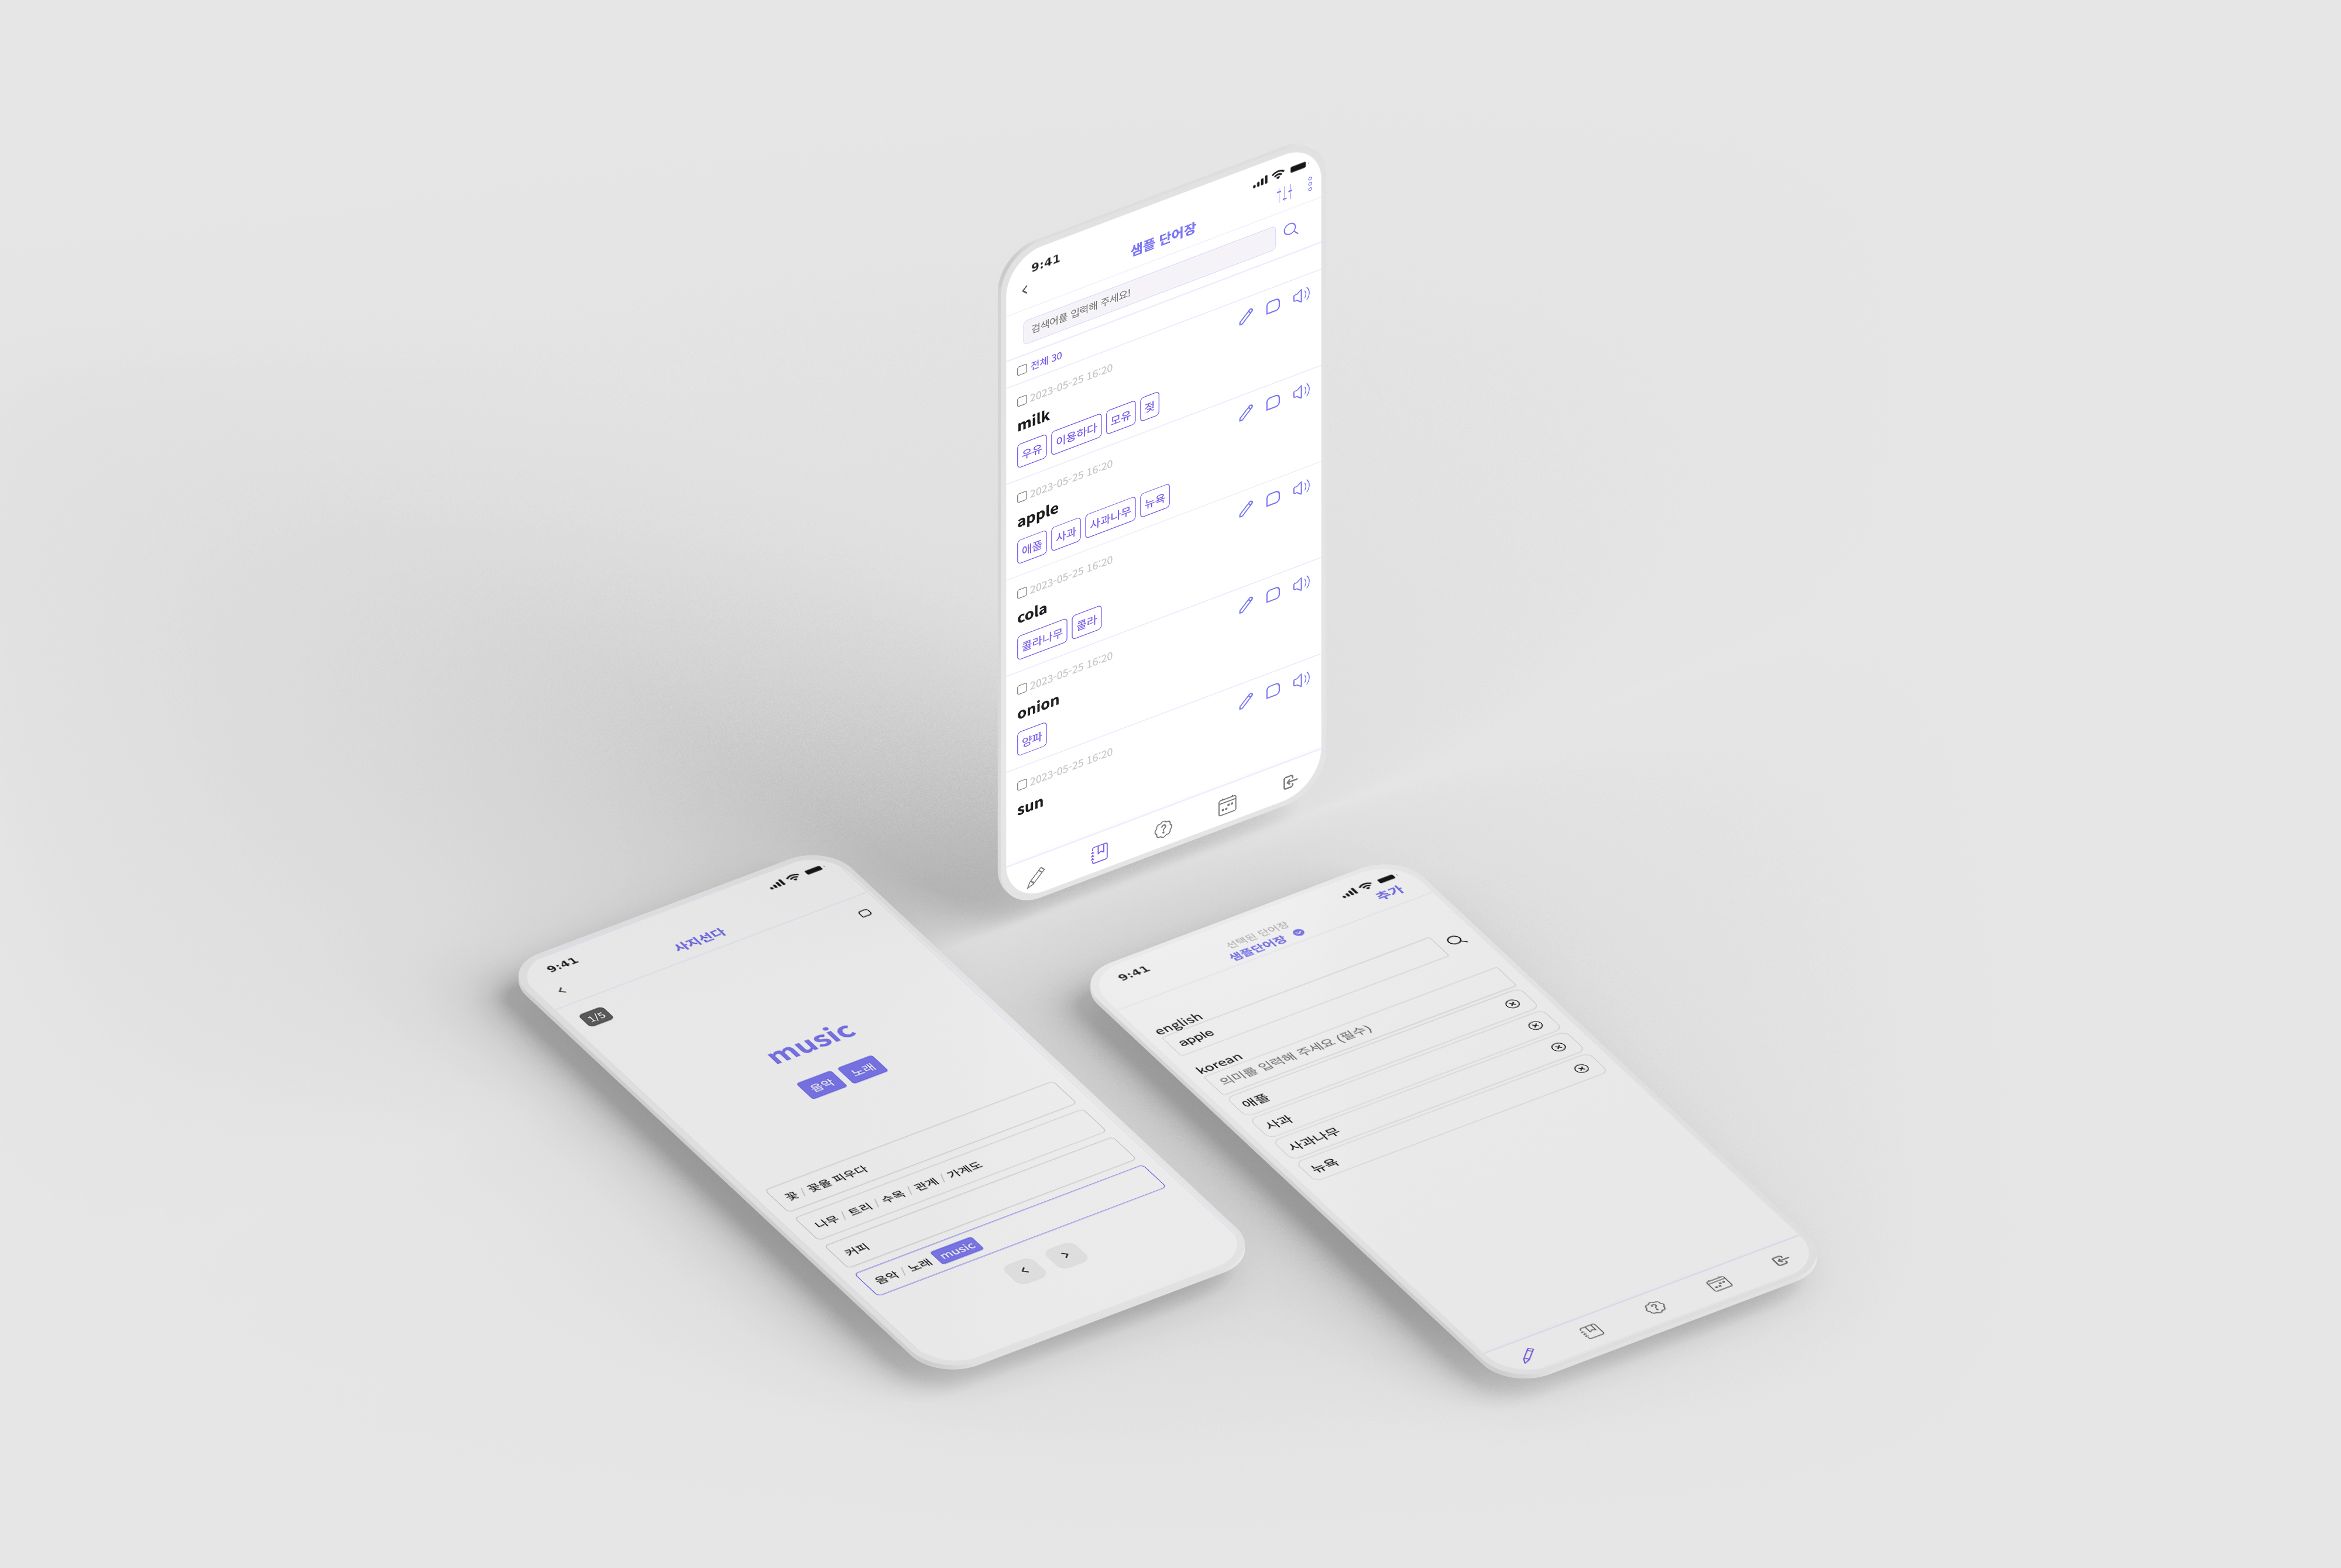 9:41
샘플 단어장
검색어를 입력해 주세요!
전체 30
2023-05-25 16:20
milk
우유 이용하다 모유 젖
2023-05-25 16:20
apple
애플 사과 사과나무 뉴욕
2023-05-25 16:20
cola
콜라나무 콜라
2023-05-25 16:20
onion
양파
2023-05-25 16:20
sun
9:41
사지선다
1/5
music
음악 노래
꽃 / 꽃을 피우다
나무 / 트리 / 수목 / 관계 / 가계도
커피
음악 / 노래 music
9:41
선택된 단어장
샘플단어장
추가
english
apple
korean
의미를 입력해 주세요 (필수)
애플
사과
사과나무
뉴욕